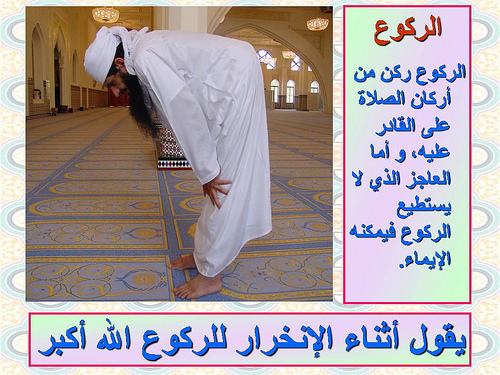 الركوع
الركوع ركن من
أركان الصلاة
على القادر
عليه، و أما
العاجز الذي لا
يستطيع
الركوع فيمكنه
الإيماء.
يقول أثناء الإنخرار للركوع الله أكبر